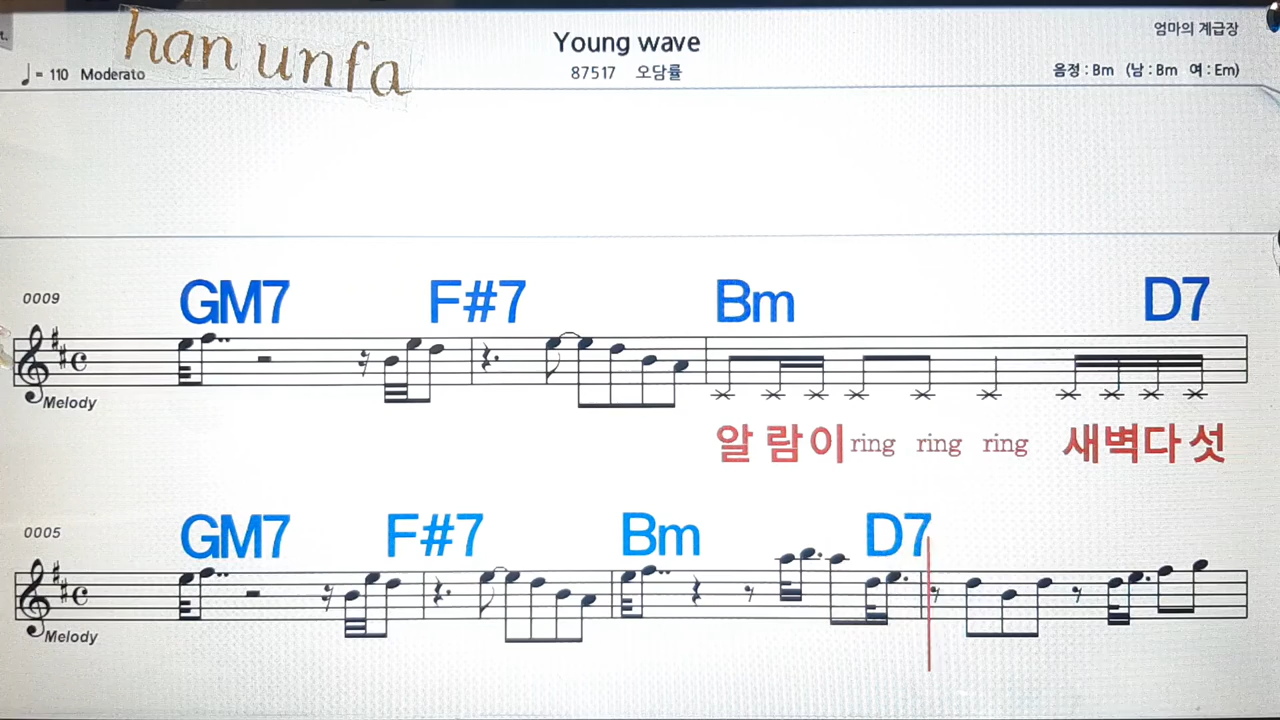 han unfa
Young wave
엄마의 계급장
♩= 110 Moderato
87517 오담률
음정 : Bm (남 : Bm 여 : Em)
0009
GM7 F#7 Bm D7
Melody
알 람 이 ring ring ring 새벽다 섯
0005
GM7 F#7 Bm D7
Melody